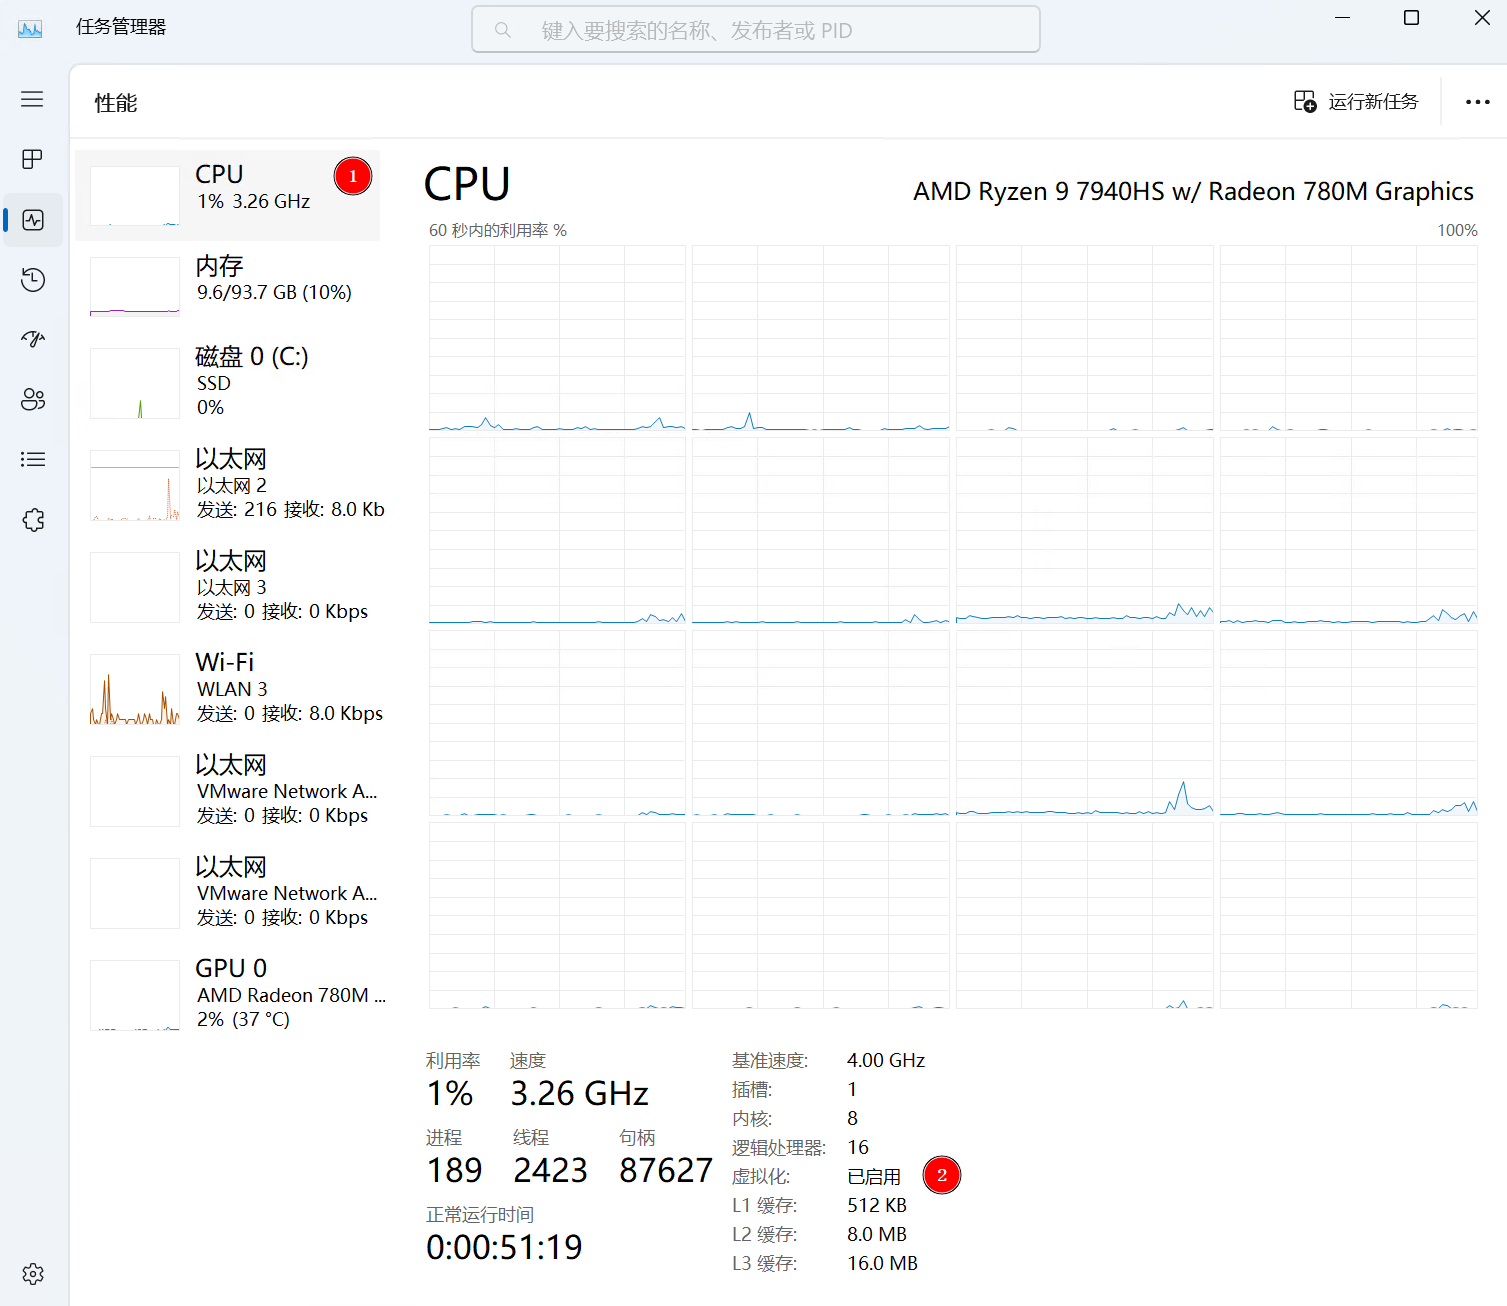 任务管理器
键入要搜索的名称、发布者或 PID
性能
运行新任务
CPU
1% 3.26 GHz
1
内存
9.6/93.7 GB (10%)
磁盘 0 (C:)
SSD
0%
以太网
以太网 2
发送: 216 接收: 8.0 Kb
以太网
以太网 3
发送: 0 接收: 0 Kbps
Wi-Fi
WLAN 3
发送: 0 接收: 8.0 Kbps
以太网
VMware Network A...
发送: 0 接收: 0 Kbps
以太网
VMware Network A...
发送: 0 接收: 0 Kbps
GPU 0
AMD Radeon 780M ...
2% (37 °C)
CPU
AMD Ryzen 9 7940HS w/ Radeon 780M Graphics
60 秒内的利用率 %
100%
利用率 速度
1% 3.26 GHz
进程 线程 句柄
189 2423 87627
正常运行时间
0:00:51:19
基准速度: 4.00 GHz
插槽: 1
内核: 8
逻辑处理器: 16
虚拟化: 已启用
2
L1 缓存: 512 KB
L2 缓存: 8.0 MB
L3 缓存: 16.0 MB